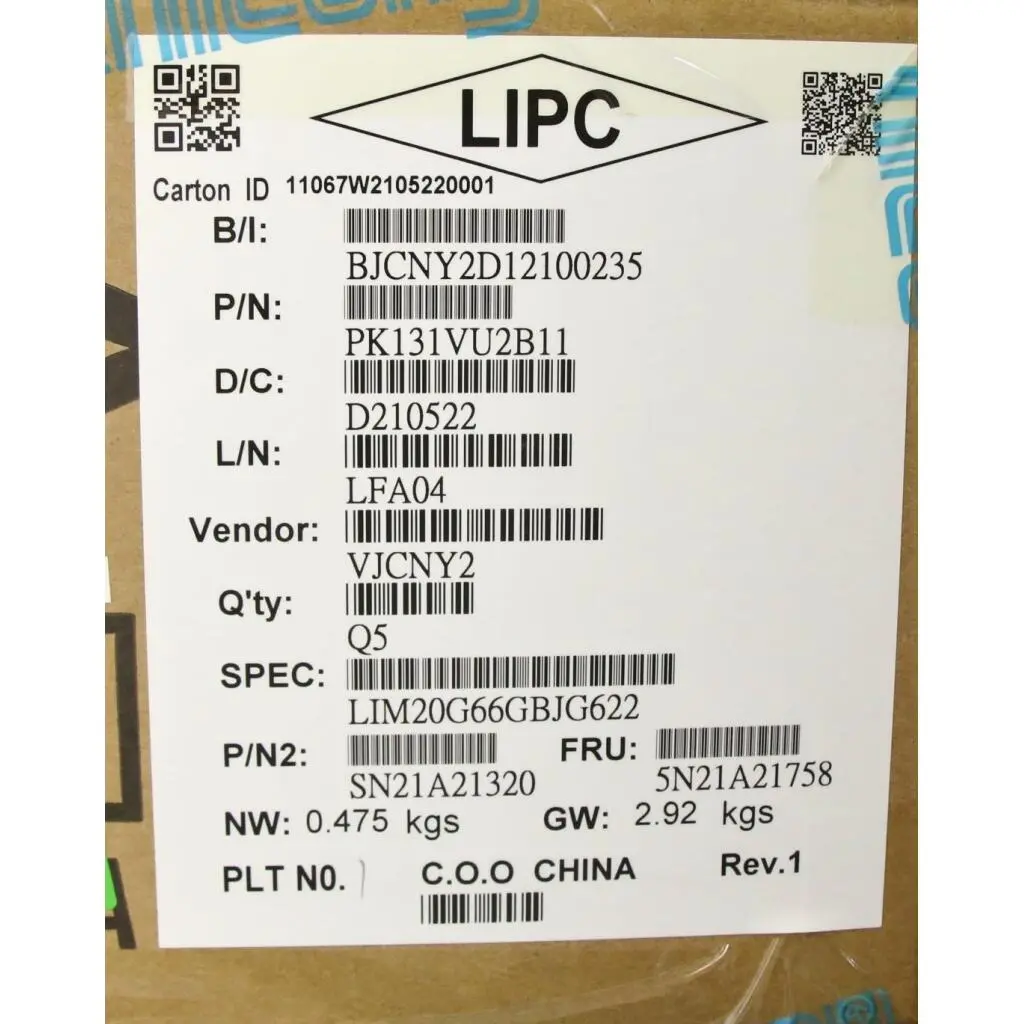 LIPC
Carton ID 11067W2105220001
B/I:
BJCNY2D12100235
P/N:
PK131VU2B11
D/C:
D210522
L/N:
LFA04
Vendor:
VJCNY2
Q'ty:
Q5
SPEC:
LIM20G66GBJG622
P/N2: FRU:
SN21A21320 5N21A21758
NW: 0.475 kgs GW: 2.92 kgs
PLT N0. C.O.O CHINA Rev.1